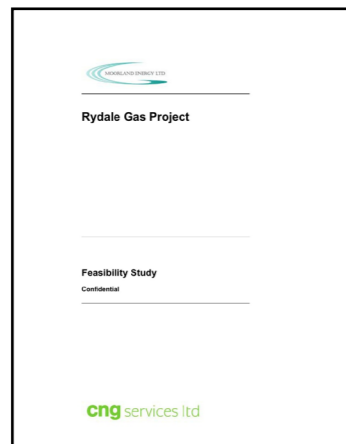 MOORLAND ENERGY LTD
Rydale Gas Project
Feasibility Study
Confidential
cng services ltd